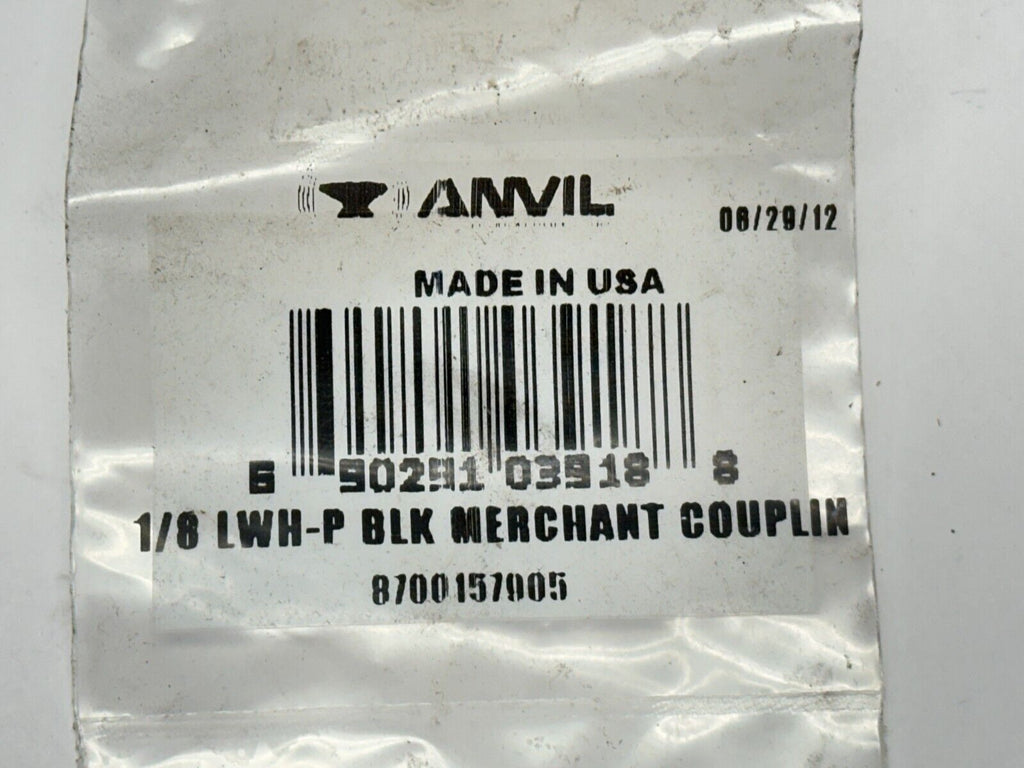 ANVIL
06/29/12
MADE IN USA
6 90291 03918 8
1/8 LWH-P BLK MERCHANT COUPLIN
8700157905